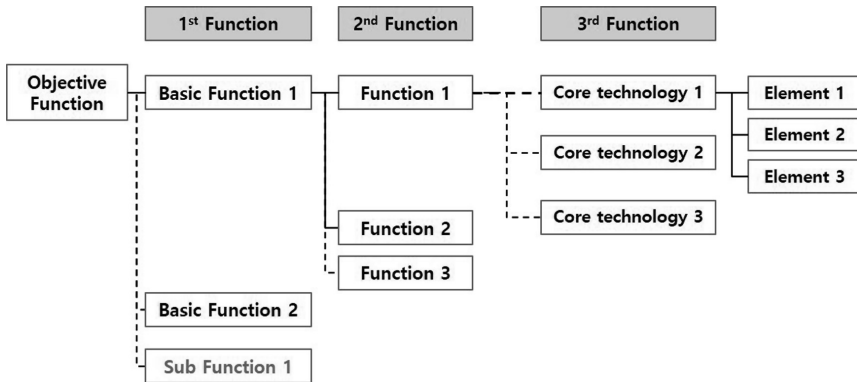 1st Function
2nd Function
3rd Function
Objective
Function
Basic Function 1
Function 1
Core technology 1
Element 1
Element 2
Core technology 2
Element 3
Core technology 3
Function 2
Function 3
Basic Function 2
Sub Function 1